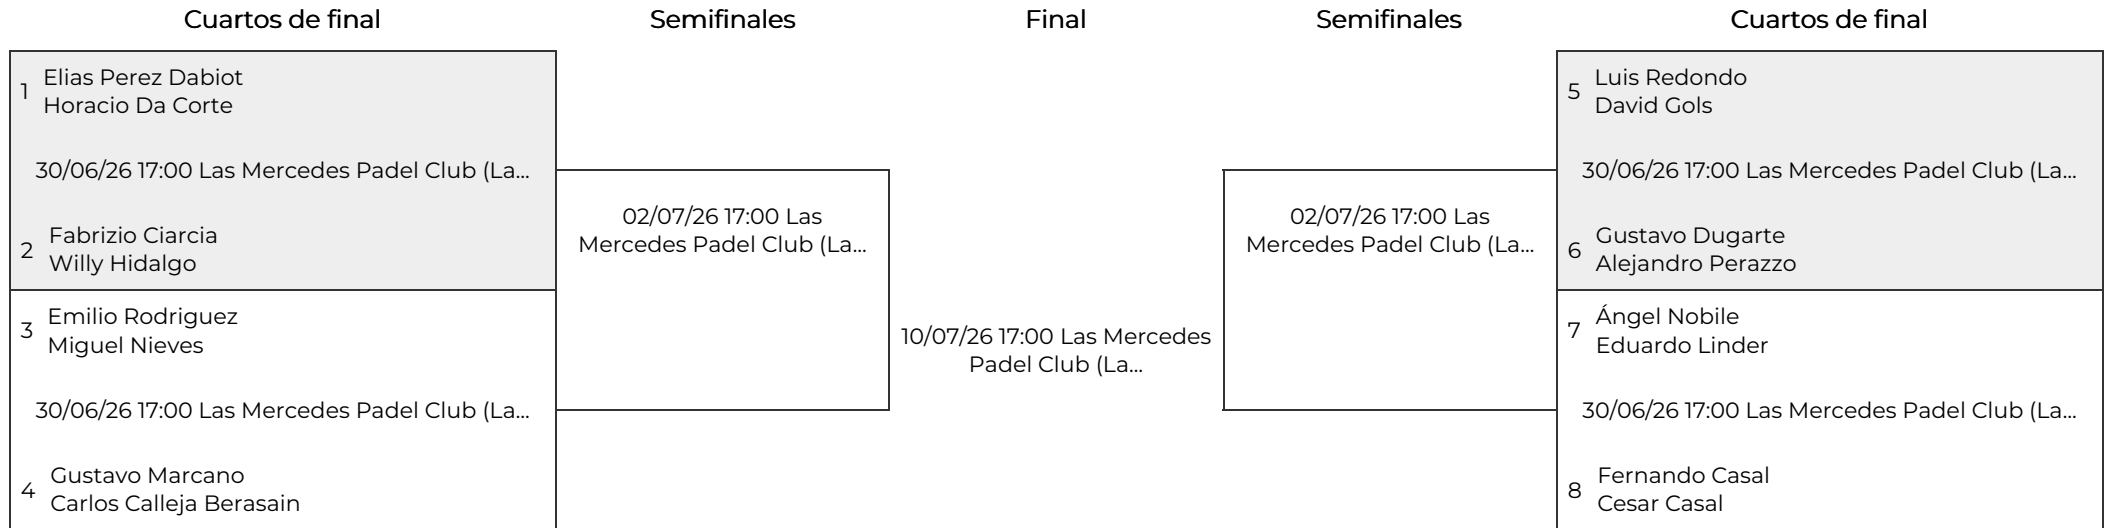 Cuartos de final
Semifinales
Final
Semifinales
Cuartos de final
1
Elias Perez Dabiot
Horacio Da Corte
30/06/26 17:00 Las Mercedes Padel Club (La...
2
Fabrizio Ciarcia
Willy Hidalgo
3
Emilio Rodriguez
Miguel Nieves
30/06/26 17:00 Las Mercedes Padel Club (La...
4
Gustavo Marcano
Carlos Calleja Berasain
02/07/26 17:00 Las
Mercedes Padel Club (La...
10/07/26 17:00 Las Mercedes
Padel Club (La...
02/07/26 17:00 Las
Mercedes Padel Club (La...
5
Luis Redondo
David Gols
30/06/26 17:00 Las Mercedes Padel Club (La...
6
Gustavo Dugarte
Alejandro Perazzo
7
Ángel Nobile
Eduardo Linder
30/06/26 17:00 Las Mercedes Padel Club (La...
8
Fernando Casal
Cesar Casal